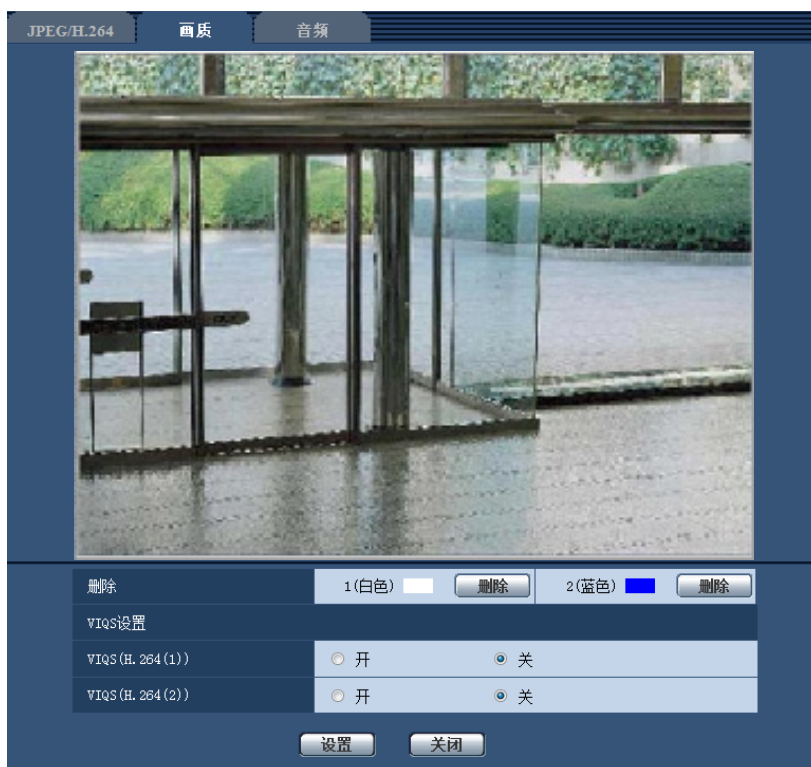 JPEG/H.264 画质 音频
删除 1(白色) 删除 2(蓝色) 删除
VIQS设置
VIQS(H.264(1)) 开 关
VIQS(H.264(2)) 开 关
设置 关闭